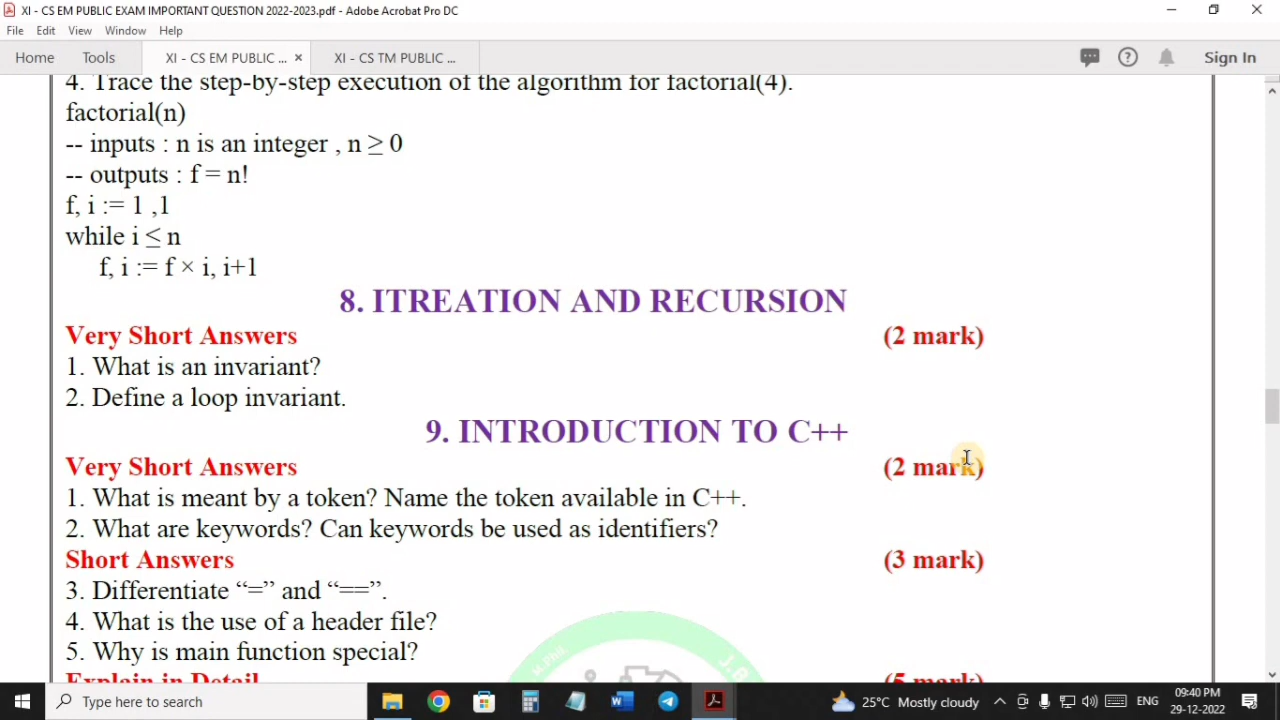 XI - CS EM PUBLIC EXAM IMPORTANT QUESTION 2022-2023.pdf - Adobe Acrobat Pro DC
File Edit View Window Help
Home Tools XI - CS EM PUBLIC ... × XI - CS TM PUBLIC ... Sign In
4. Trace the step-by-step execution of the algorithm for factorial(4).
factorial(n)
-- inputs : n is an integer , n ≥ 0
-- outputs : f = n!
f, i := 1 ,1
while i ≤ n
f, i := f × i, i+1
8. ITREATION AND RECURSION
Very Short Answers (2 mark)
1. What is an invariant?
2. Define a loop invariant.
9. INTRODUCTION TO C++
Very Short Answers (2 mark)
1. What is meant by a token? Name the token available in C++.
2. What are keywords? Can keywords be used as identifiers?
Short Answers (3 mark)
3. Differentiate “=” and “==”.
4. What is the use of a header file?
5. Why is main function special?
Explain in Detail (5 mark)
Type here to search 25°C Mostly cloudy ENG 09:40 PM
29-12-2022